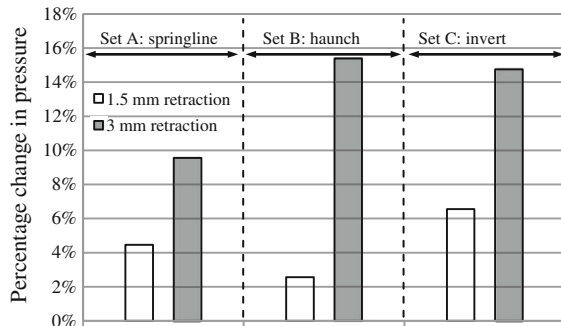 Percentage change in pressure
18%
16%
14%
12%
10%
8%
6%
4%
2%
0%
Set A: springline
Set B: haunch
Set C: invert
1.5 mm retraction
3 mm retraction